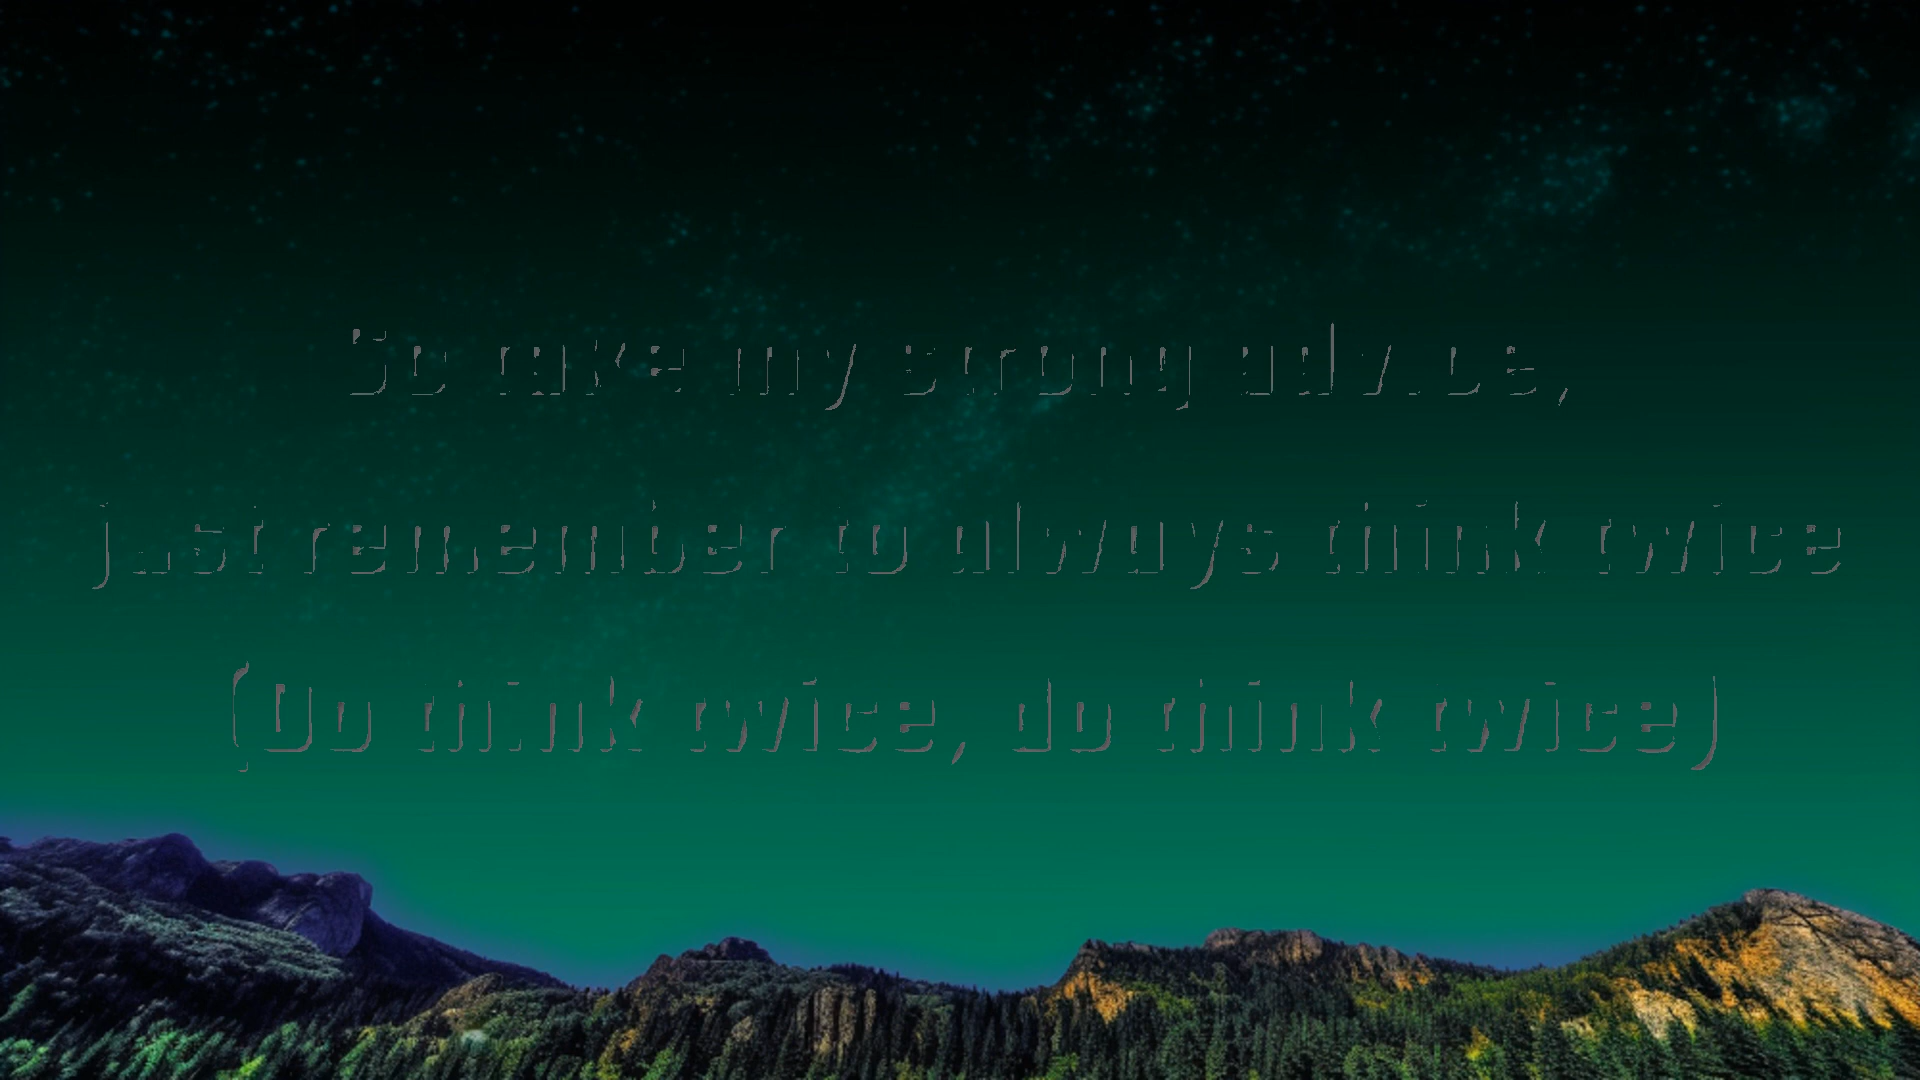 So take my strong advice,
just remember to always think twice
(Do think twice, do think twice)